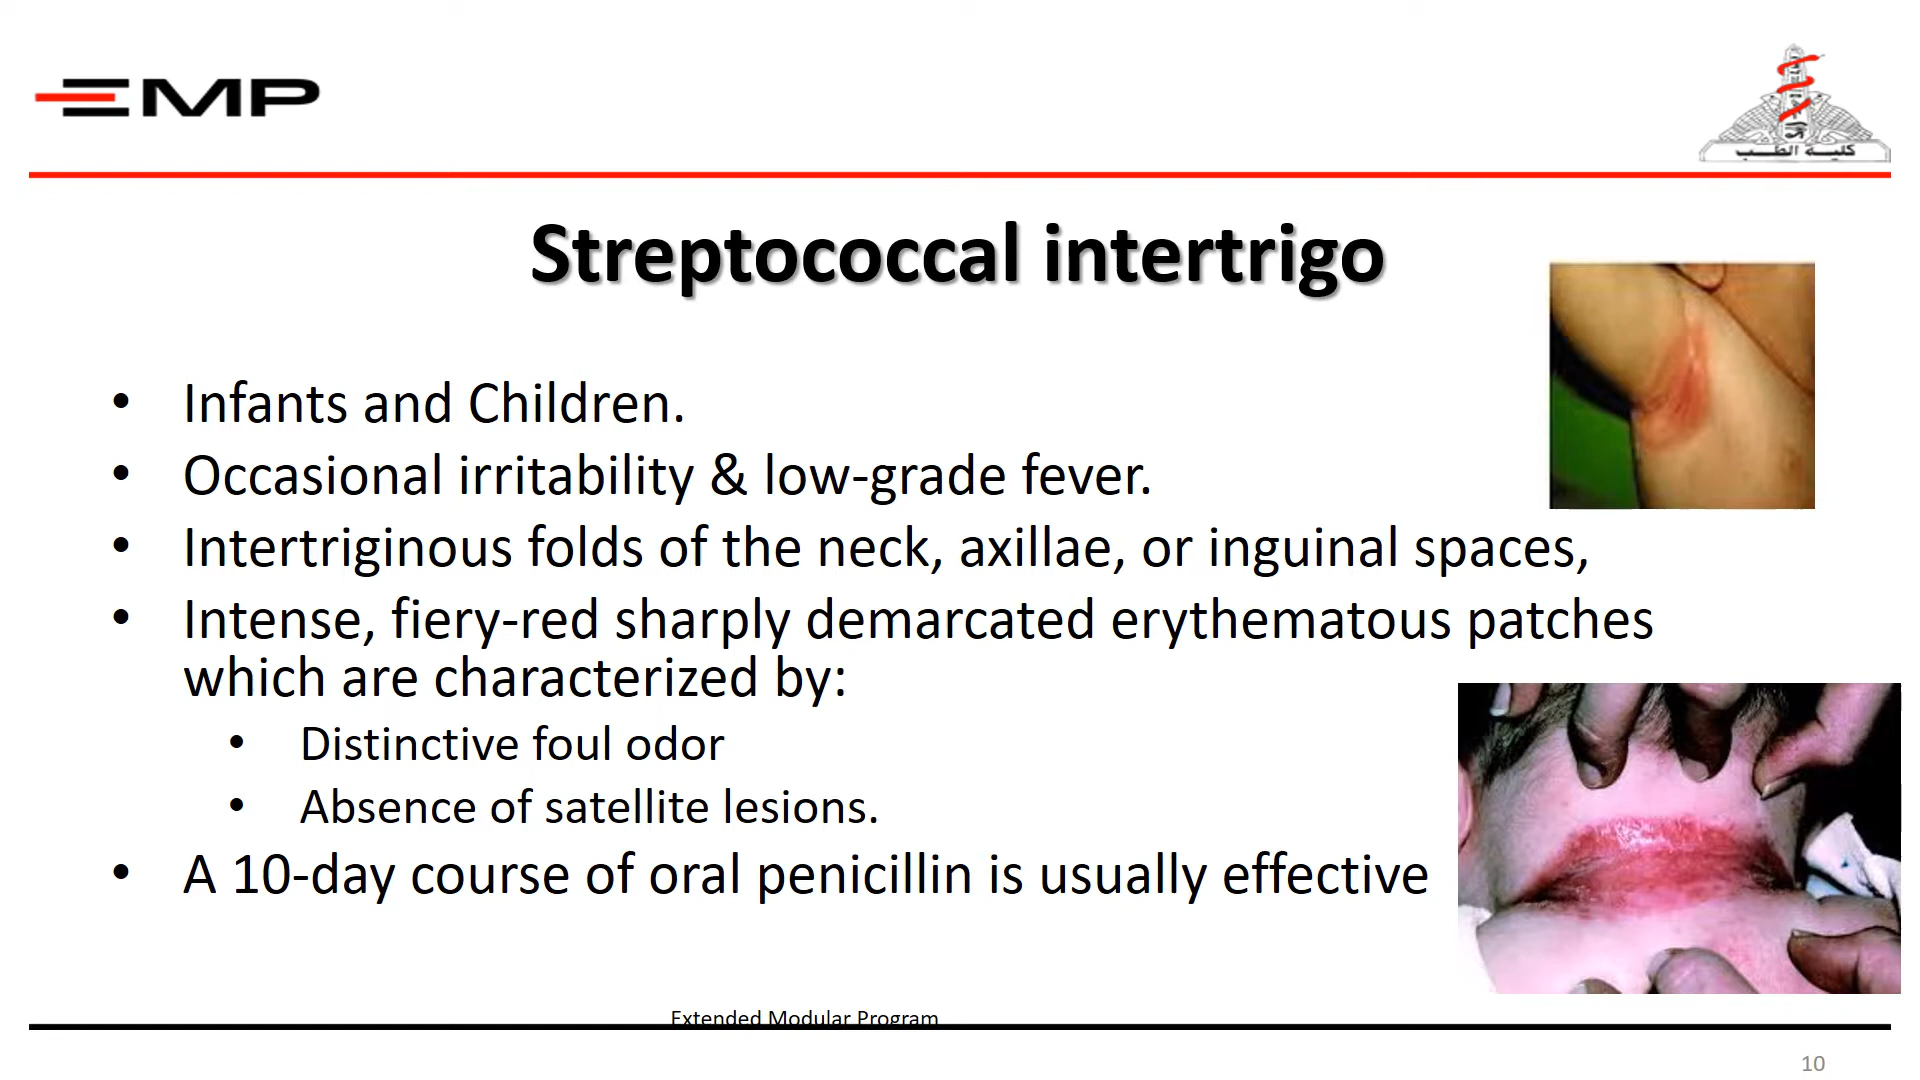 EMP
كلية الطب
Streptococcal intertrigo
• Infants and Children.
• Occasional irritability & low-grade fever.
• Intertriginous folds of the neck, axillae, or inguinal spaces,
• Intense, fiery-red sharply demarcated erythematous patches
which are characterized by:
• Distinctive foul odor
• Absence of satellite lesions.
• A 10-day course of oral penicillin is usually effective
Extended Modular Program
10